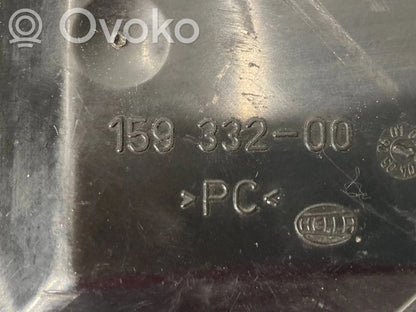 Ovoko
159 332-00
>PC<
HELLA